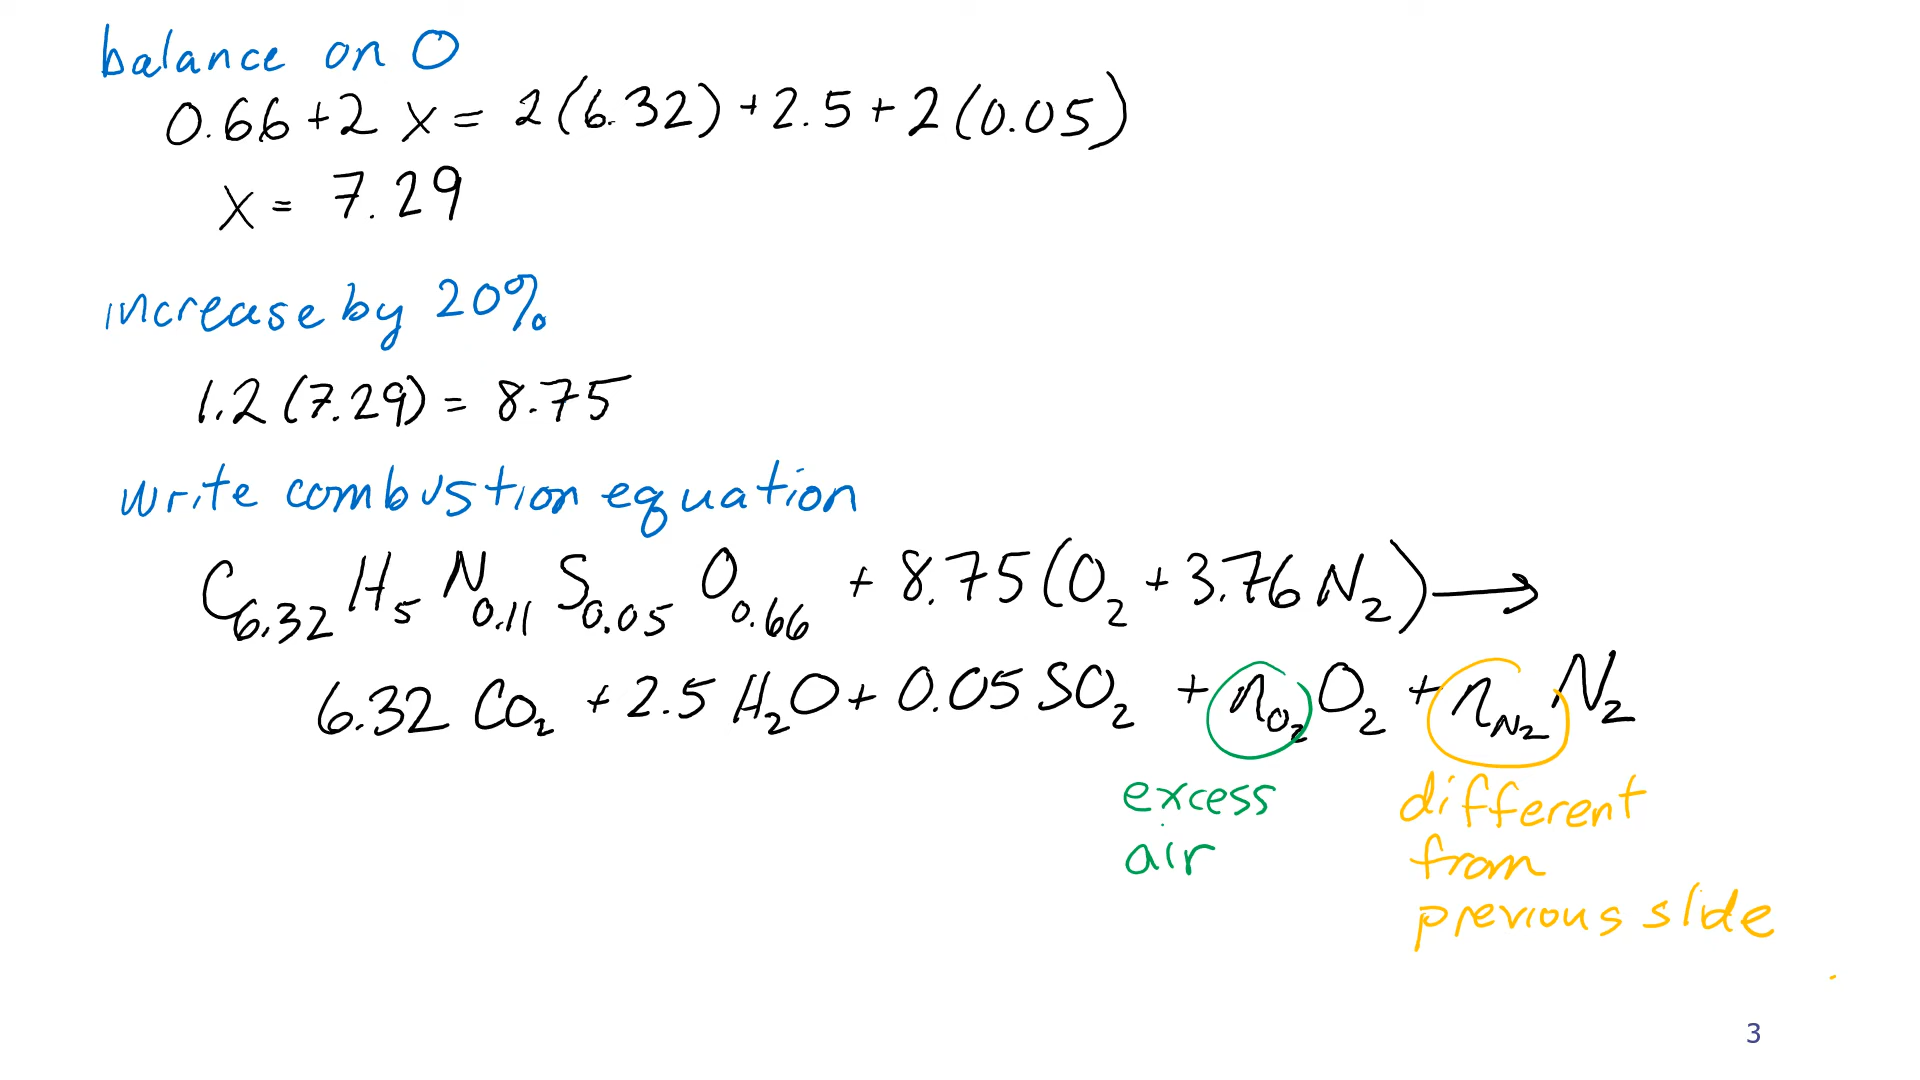 balance on O
0.66 + 2 x = 2(6.32) + 2.5 + 2(0.05)
x = 7.29
increase by 20%
1.2 (7.29) = 8.75
write combustion equation
C₆.₃₂ H₅ N₀.₁₁ S₀.₀₅ O₀.₆₆ + 8.75(O₂ + 3.76 N₂) ⟶
6.32 CO₂ + 2.5 H₂O + 0.05 SO₂ + n_O₂ O₂ + n_N₂ N₂
excess
air
different
from
previous slide
3